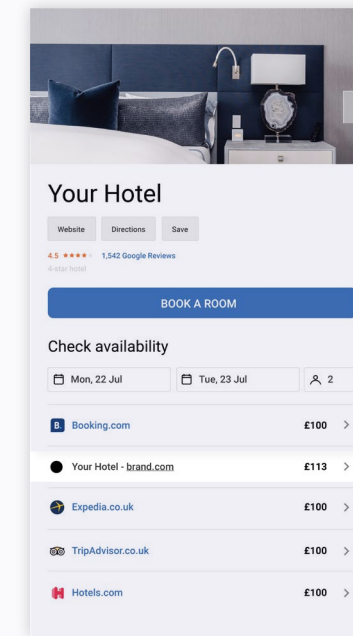 Your Hotel
Website Directions Save
4.5 1,542 Google Reviews
4-star hotel
BOOK A ROOM
Check availability
Mon, 22 Jul Tue, 23 Jul 2
B. Booking.com £100
Your Hotel - brand.com £113
Expedia.co.uk £100
TripAdvisor.co.uk £100
Hotels.com £100